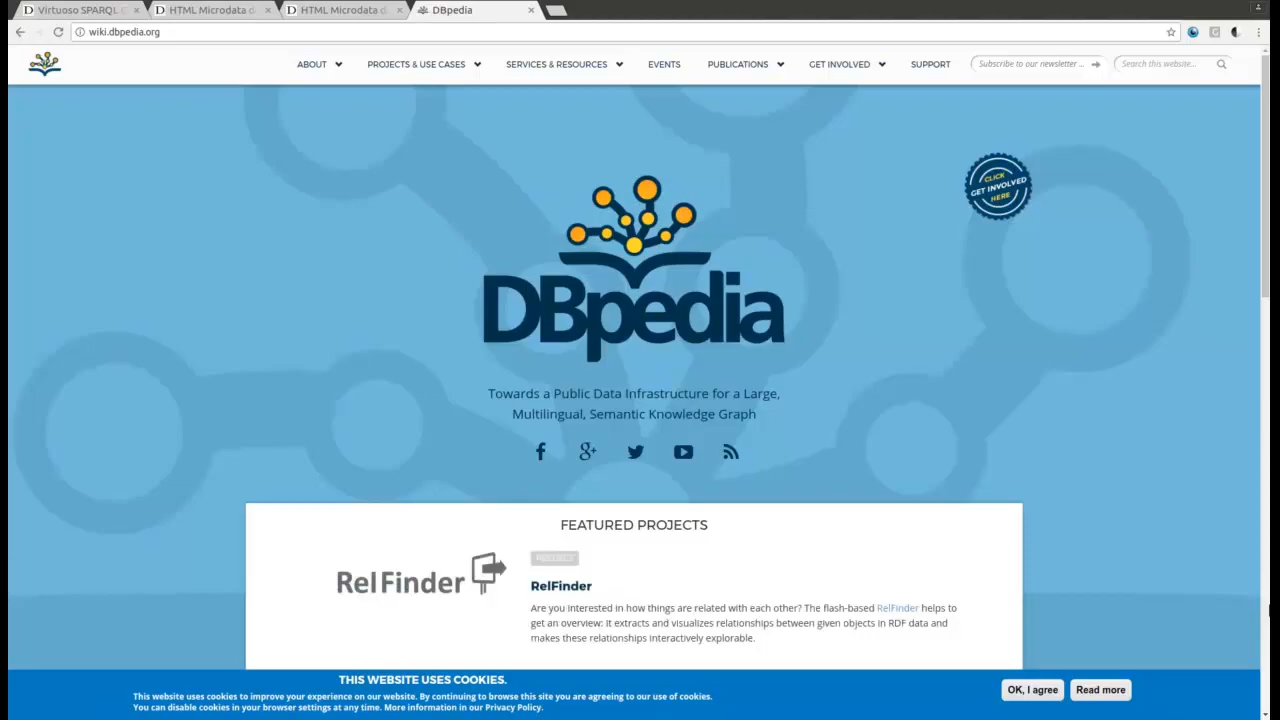 Virtuoso SPARQL
HTML Microdata d
HTML Microdata d
DBpedia
wiki.dbpedia.org
ABOUT PROJECTS & USE CASES SERVICES & RESOURCES EVENTS PUBLICATIONS GET INVOLVED SUPPORT Subscribe to our newsletter ... Search this website...
CLICK
GET INVOLVED
HERE
DBpedia
Towards a Public Data Infrastructure for a Large,
Multilingual, Semantic Knowledge Graph
FEATURED PROJECTS
RelFinder
RelFinder
Are you interested in how things are related with each other? The flash-based RelFinder helps to
get an overview: It extracts and visualizes relationships between given objects in RDF data and
makes these relationships interactively explorable.
THIS WEBSITE USES COOKIES.
This website uses cookies to improve your experience on our website. By continuing to browse this site you are agreeing to our use of cookies.
You can disable cookies in your browser settings at any time. More information in our Privacy Policy.
OK, I agree
Read more